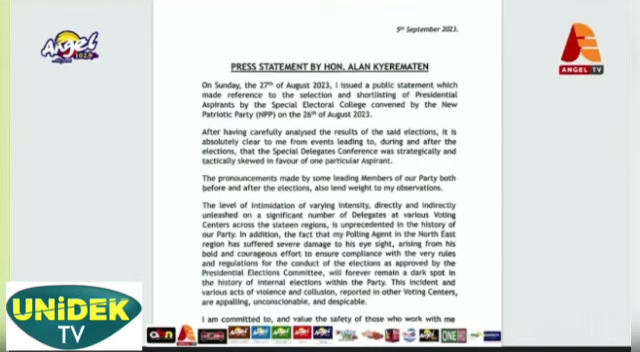 5th September 2023.
PRESS STATEMENT BY HON. ALAN KYEREMATEN
On Sunday, the 27th of August 2023, I issued a public statement which
made reference to the selection and shortlisting of Presidential
Aspirants by the Special Electoral College convened by the New
Patriotic Party (NPP) on the 26th of August 2023.
After having carefully analysed the results of the said elections, it is
absolutely clear to me from events leading to, during and after the
elections, that the Special Delegates Conference was strategically and
tactically skewed in favour of one particular Aspirant.
The pronouncements made by some leading Members of our Party both
before and after the elections, also lend weight to my observations.
The level of intimidation of varying intensity, directly and indirectly
unleashed on a significant number of Delegates at various Voting
Centers across the sixteen regions, is unprecedented in the history of
our Party. In addition, the fact that my Polling Agent in the North East
region has suffered severe damage to his eye sight, arising from his
bold and courageous effort to ensure compliance with the very rules
and regulations for the conduct of the elections as approved by the
Presidential Elections Committee, will forever remain a dark spot in
the history of internal elections within the Party. This incident and
various acts of violence and collusion, reported in other Voting Centers,
are appalling, unconscionable, and despicable.
I am committed to, and value the safety of those who work with me
Angel
102.9
ANGEL TV
UNiDEK
TV
ONE